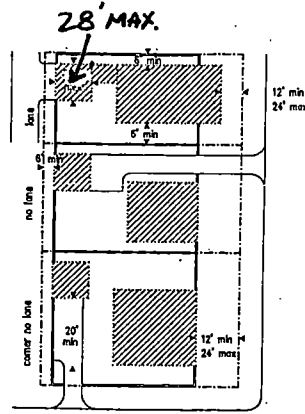 28' MAX.
6' min
12' min
24' max
lane
6' min
6' min
no lane
20'
min
12' min
24' max
corner no lane